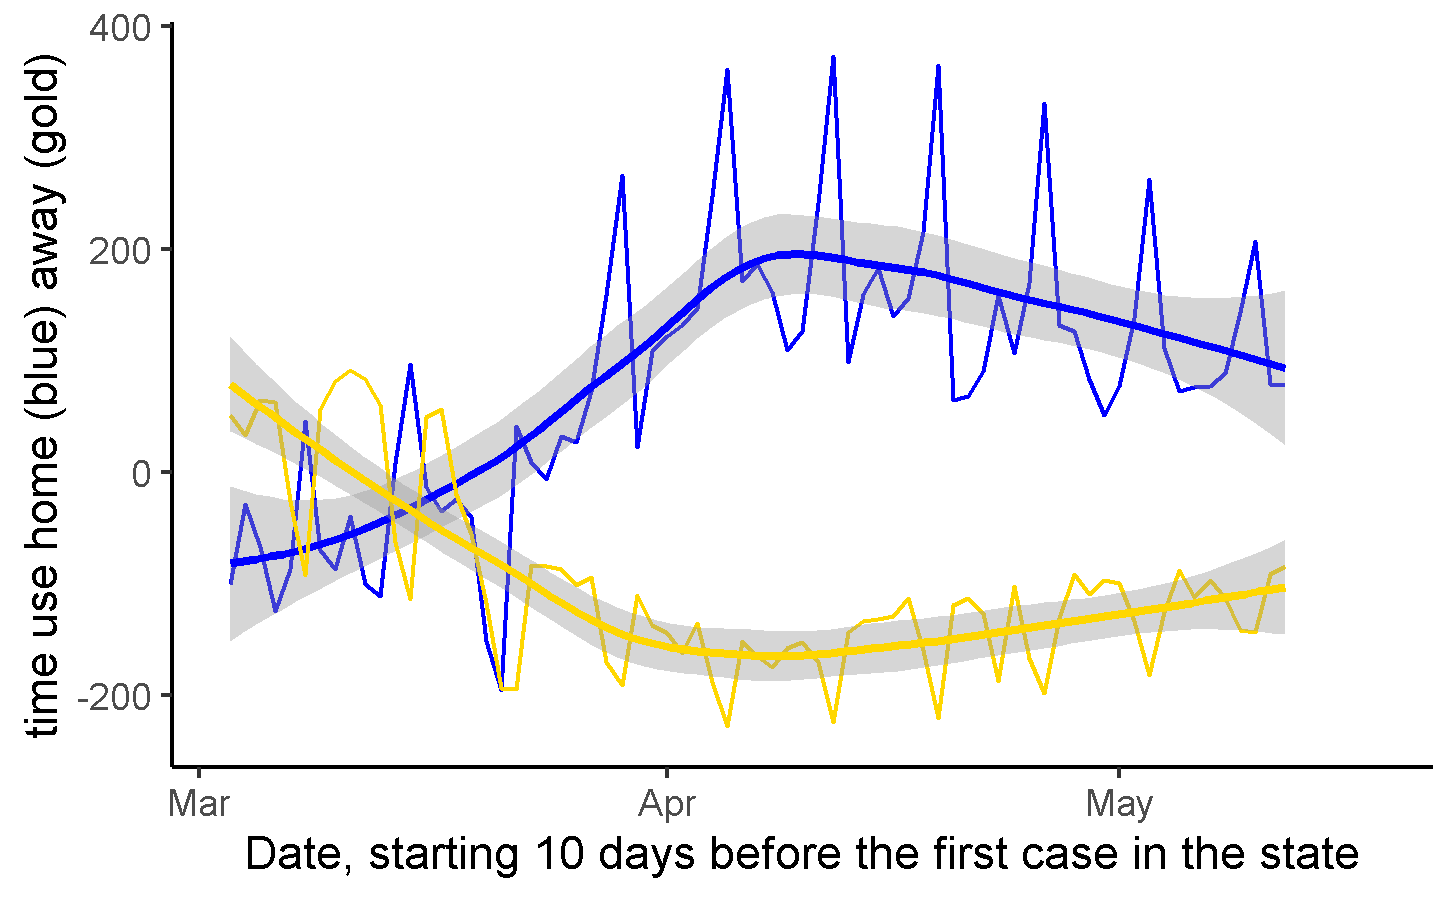 time use home (blue) away (gold)
400
200
0
-200
Mar
Apr
May
Date, starting 10 days before the first case in the state